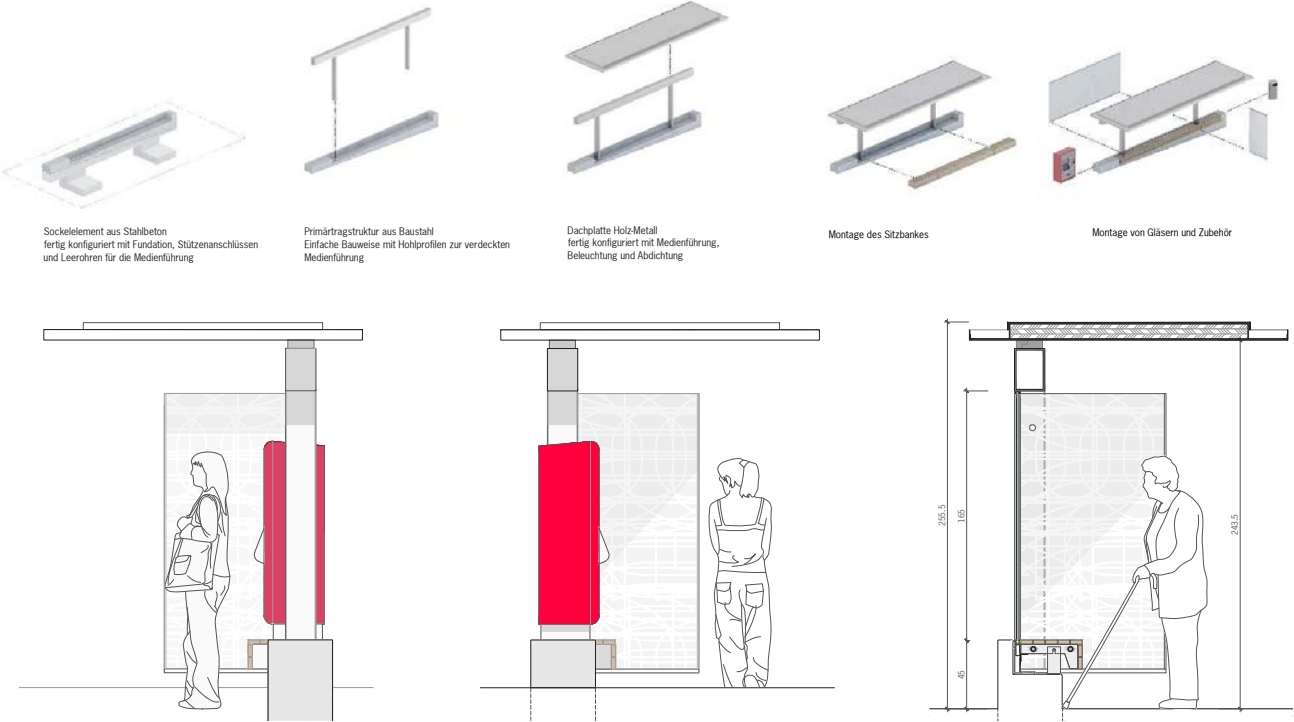 Sockelelement aus Stahlbeton
fertig konfiguriert mit Fundation, Stützenanschlüssen
und Leerohren für die Medienführung
Primärtragstruktur aus Baustahl
Einfache Bauweise mit Hohlprofilen zur verdeckten
Medienführung
Dachplatte Holz-Metall
fertig konfiguriert mit Medienführung,
Beleuchtung und Abdichtung
Montage des Sitzbankes
Montage von Gläsern und Zubehör
255.5
165
45
243.5